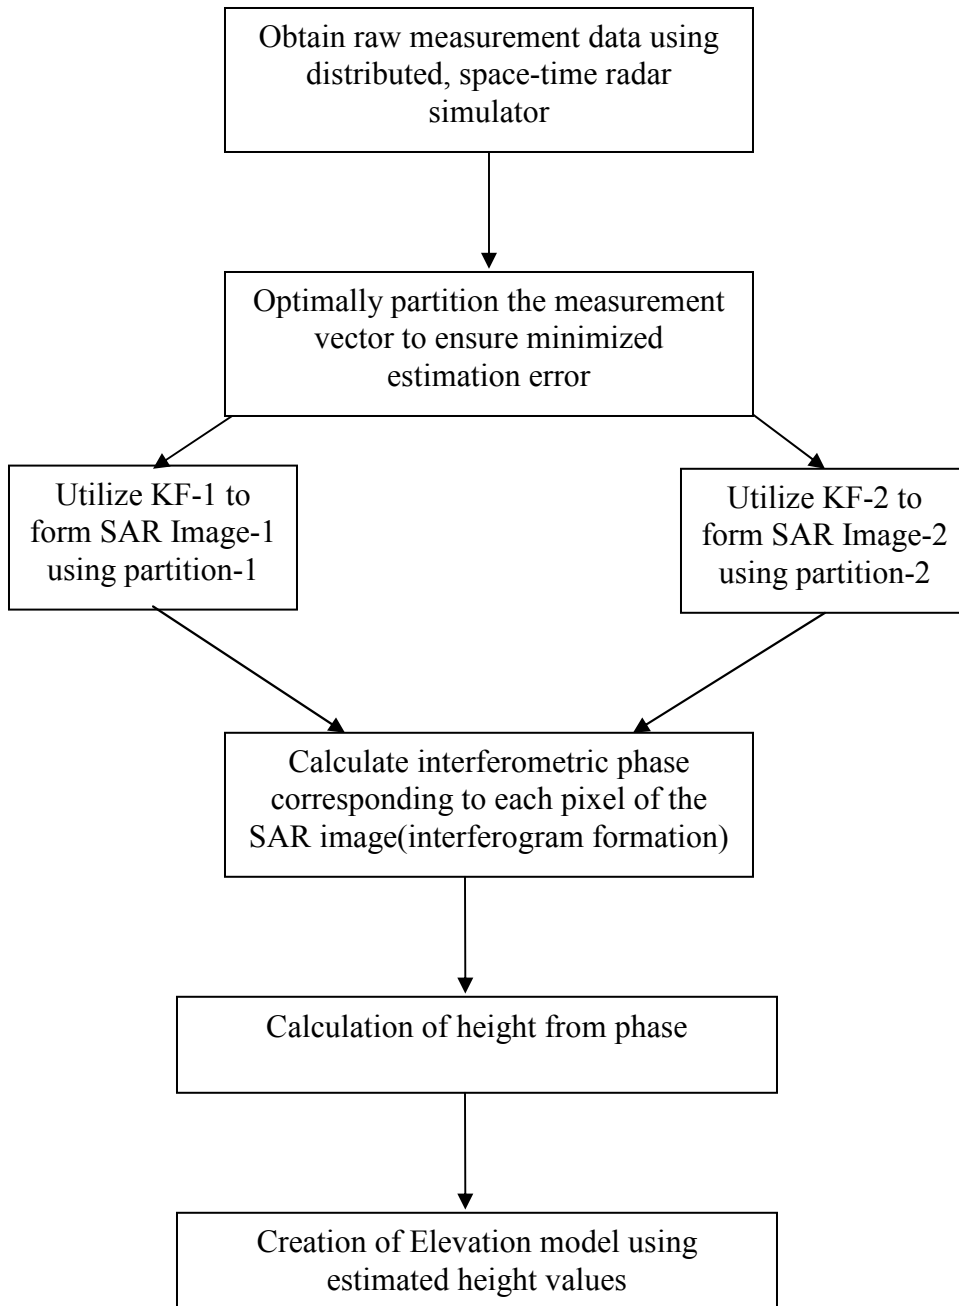 Obtain raw measurement data using
distributed, space-time radar
simulator
Optimally partition the measurement
vector to ensure minimized
estimation error
Utilize KF-1 to
form SAR Image-1
using partition-1
Utilize KF-2 to
form SAR Image-2
using partition-2
Calculate interferometric phase
corresponding to each pixel of the
SAR image(interferogram formation)
Calculation of height from phase
Creation of Elevation model using
estimated height values